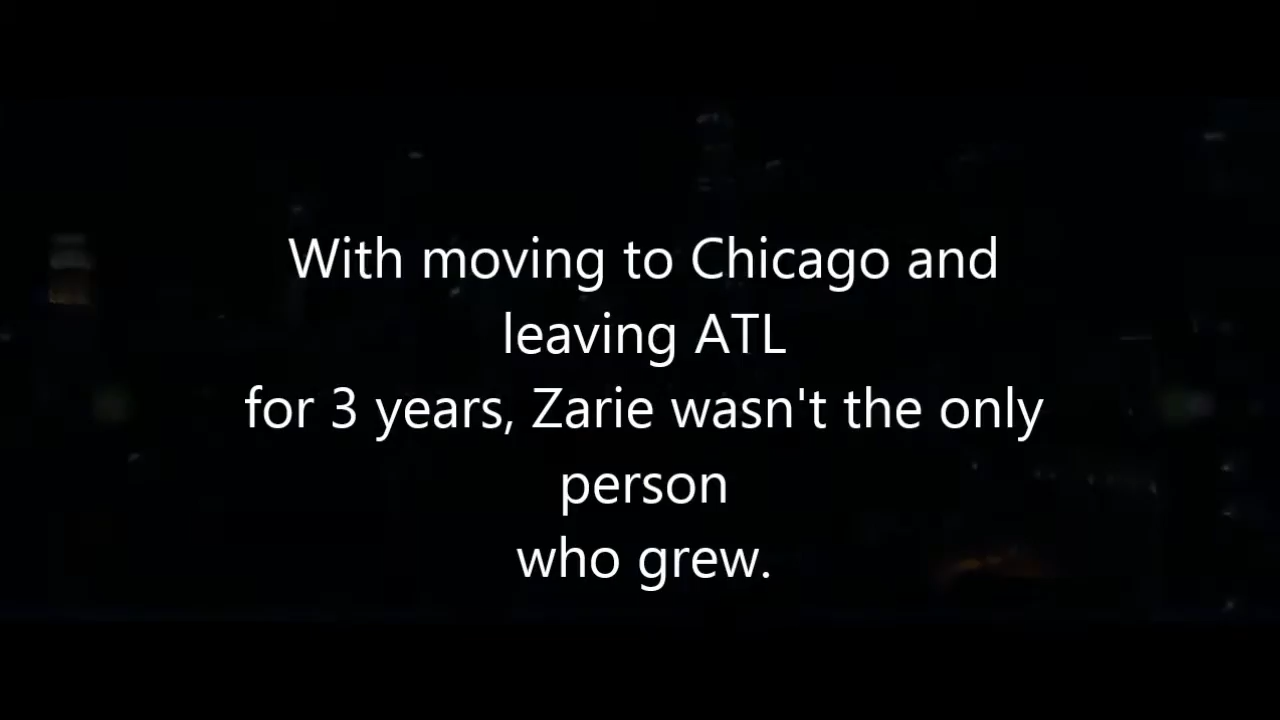 With moving to Chicago and
leaving ATL
for 3 years, Zarie wasn't the only
person
who grew.